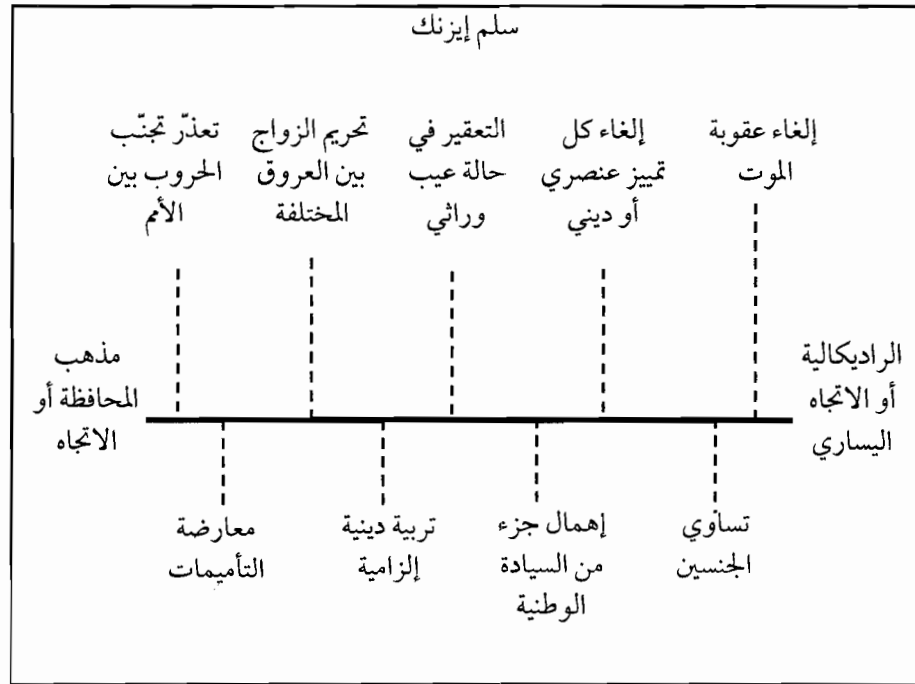 سلم إيزنك
إلغاء عقوبة
الموت
إلغاء كل
تمييز عنصري
أو ديني
التعقير في
حالة عيب
وراثي
تحريم الزواج
بين العروق
المختلفة
تعذّر تجنّب
الحروب بين
الأمم
الراديكالية
أو الاتجاه
اليساري
مذهب
المحافظة أو
الاتجاه
تساوي
الجنسين
إهمال جزء
من السيادة
الوطنية
تربية دينية
إلزامية
معارضة
التأميمات